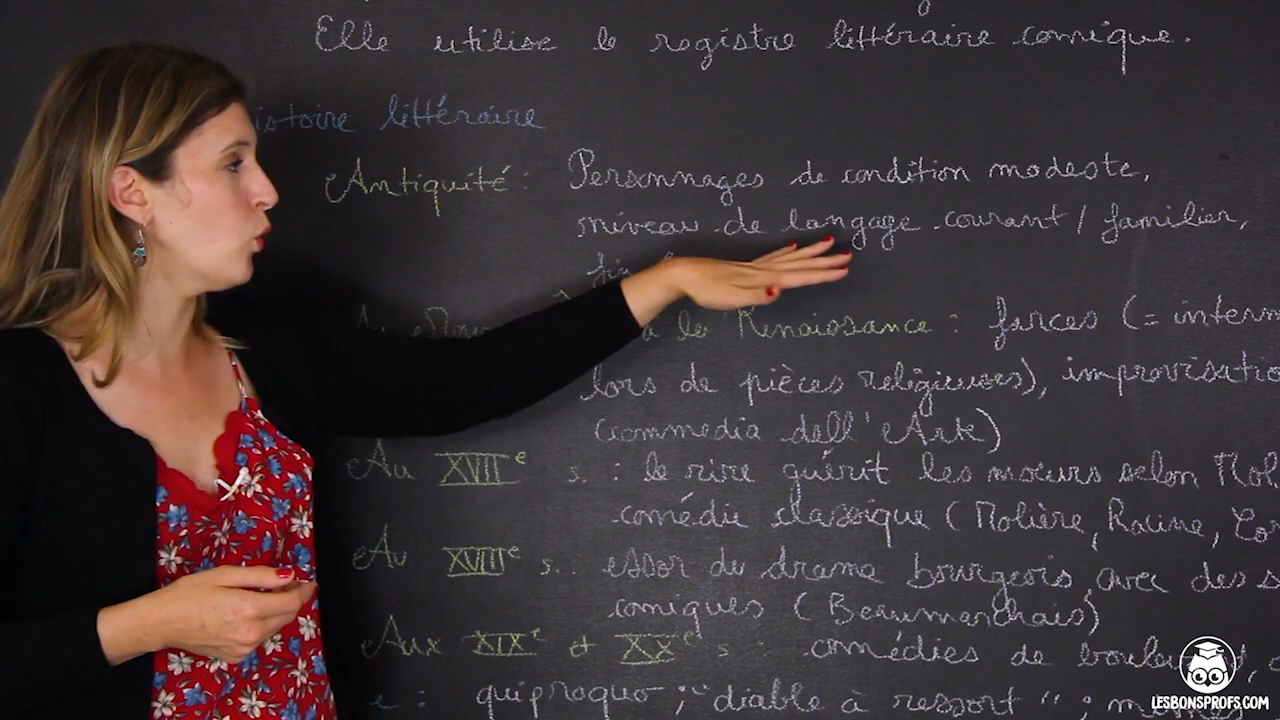 Elle utilise le registre littéraire comique.
istoire littéraire
Antiquité : Personnages de condition modeste,
niveau de langage courant / familier,
fin
Au à la Renaissance : farces (= interm
lors de pièces religieuses), improvisatio
(commedia dell'Arte)
Au XVIIe s. : le rire guérit les mœurs selon Mol
comédie classique (Molière, Racine, Cor
Au XVIIIe s. : essor du drame bourgeois, avec des s
comiques (Beaumarchais)
Aux XIXe et XXe s : comédies de boulev
e : quiproquo ; "diable à ressort" :
LESBONSPROFS.COM